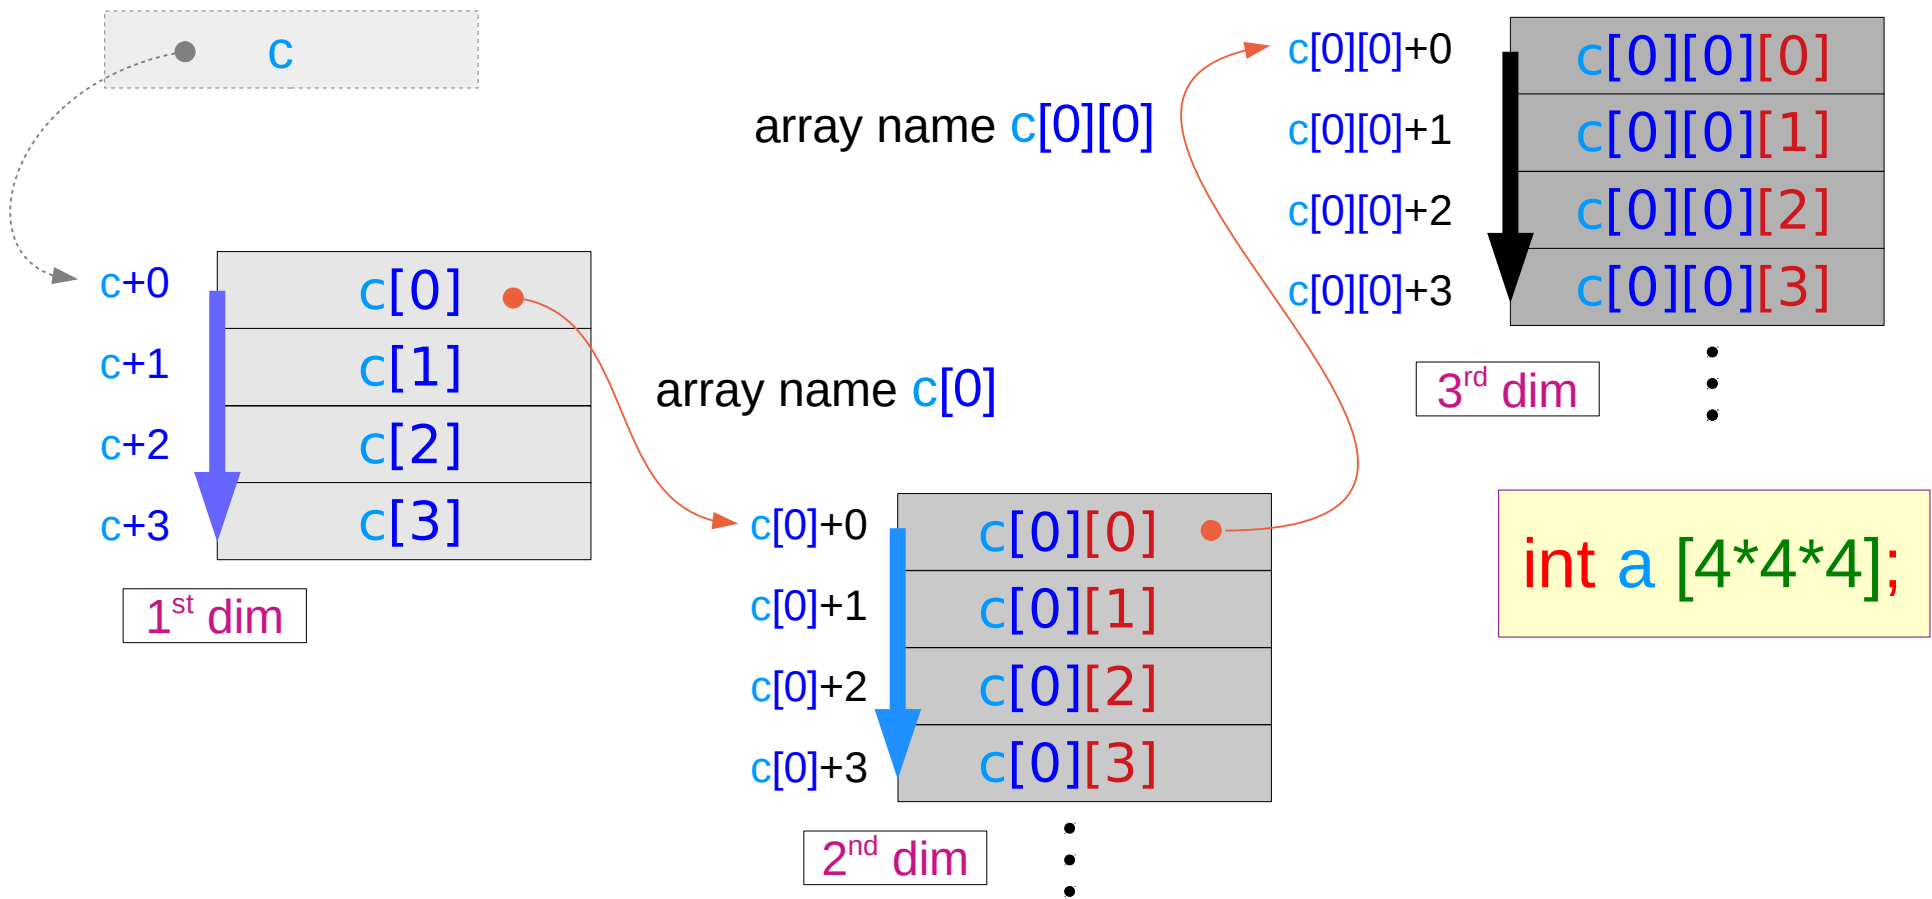 c
c+0
c+1
c+2
c+3
c[0]
c[1]
c[2]
c[3]
1st dim
array name c[0]
c[0]+0
c[0]+1
c[0]+2
c[0]+3
c[0][0]
c[0][1]
c[0][2]
c[0][3]
2nd dim
array name c[0][0]
c[0][0]+0
c[0][0]+1
c[0][0]+2
c[0][0]+3
c[0][0][0]
c[0][0][1]
c[0][0][2]
c[0][0][3]
3rd dim
int a [4*4*4];